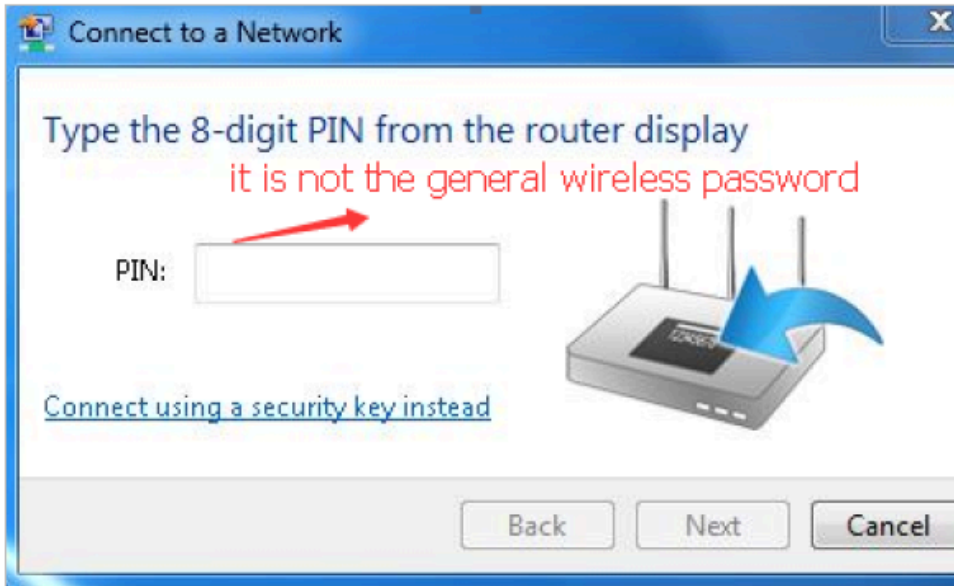 Connect to a Network
Type the 8-digit PIN from the router display
it is not the general wireless password
PIN:
12345670
Connect using a security key instead
Back
Next
Cancel